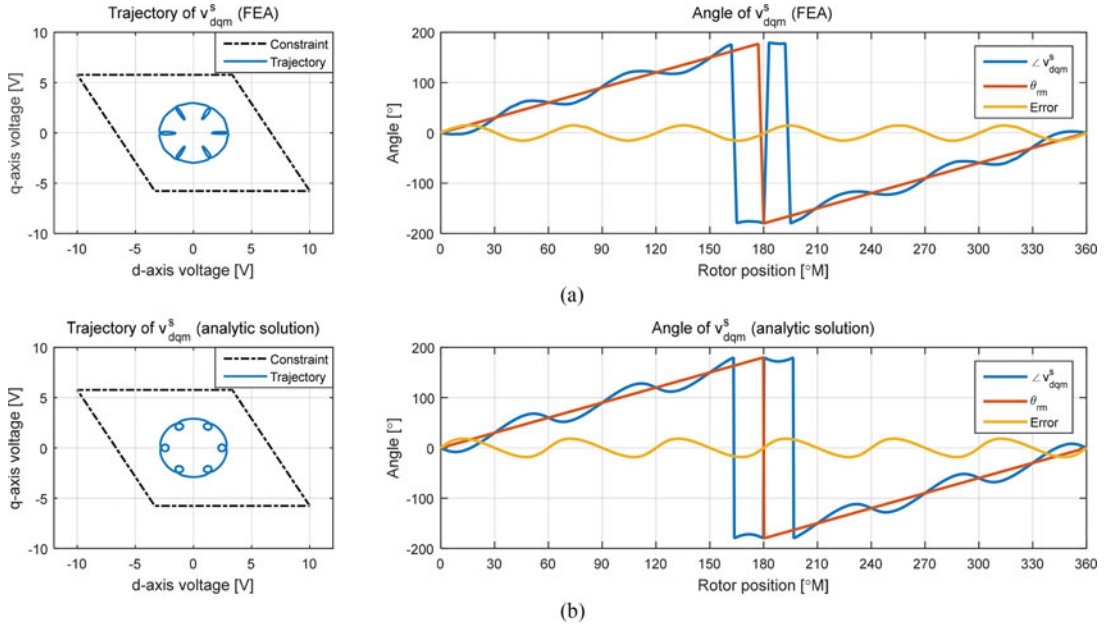 Trajectory of v^s_dqm (FEA)
q-axis voltage [V]
10
5
0
-5
-10
Constraint
Trajectory
-10 -5 0 5 10
d-axis voltage [V]
Angle of v^s_dqm (FEA)
Angle [°]
200
100
0
-100
-200
∠ v^s_dqm
θ_rm
Error
0 30 60 90 120 150 180 210 240 270 300 330 360
Rotor position [°M]
(a)
Trajectory of v^s_dqm (analytic solution)
q-axis voltage [V]
10
5
0
-5
-10
Constraint
Trajectory
-10 -5 0 5 10
d-axis voltage [V]
Angle of v^s_dqm (analytic solution)
Angle [°]
200
100
0
-100
-200
∠ v^s_dqm
θ_rm
Error
0 30 60 90 120 150 180 210 240 270 300 330 360
Rotor position [°M]
(b)